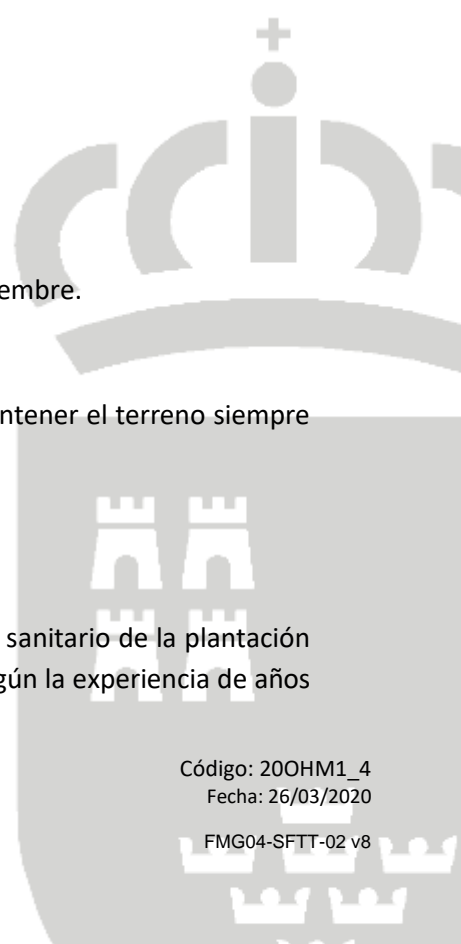 embre.
ntener el terreno siempre
sanitario de la plantación
gún la experiencia de años
Código: 20OHM1_4
Fecha: 26/03/2020
FMG04-SFTT-02 v8